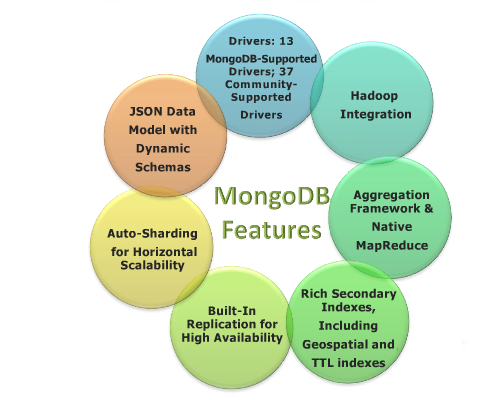 Drivers: 13
MongoDB-Supported
Drivers; 37
Community-
Supported
Drivers
Hadoop
Integration
Aggregation
Framework &
Native
MapReduce
Rich Secondary
Indexes,
Including
Geospatial and
TTL indexes
Built-In
Replication for
High Availability
Auto-Sharding
for Horizontal
Scalability
JSON Data
Model with
Dynamic
Schemas
MongoDB
Features